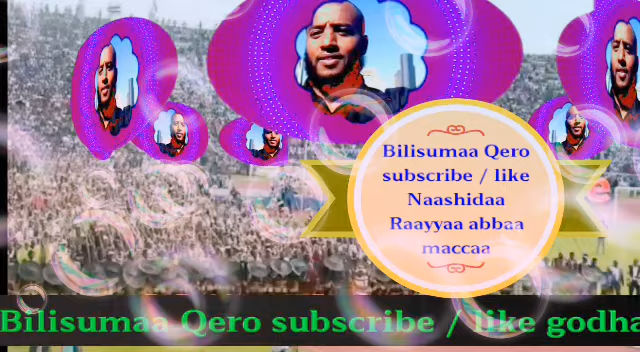 Bilisumaa Qero
subscribe / like
Naashidaa
Raayyaa abbaa
maccaa
Bilisumaa Qero subscribe / like godha